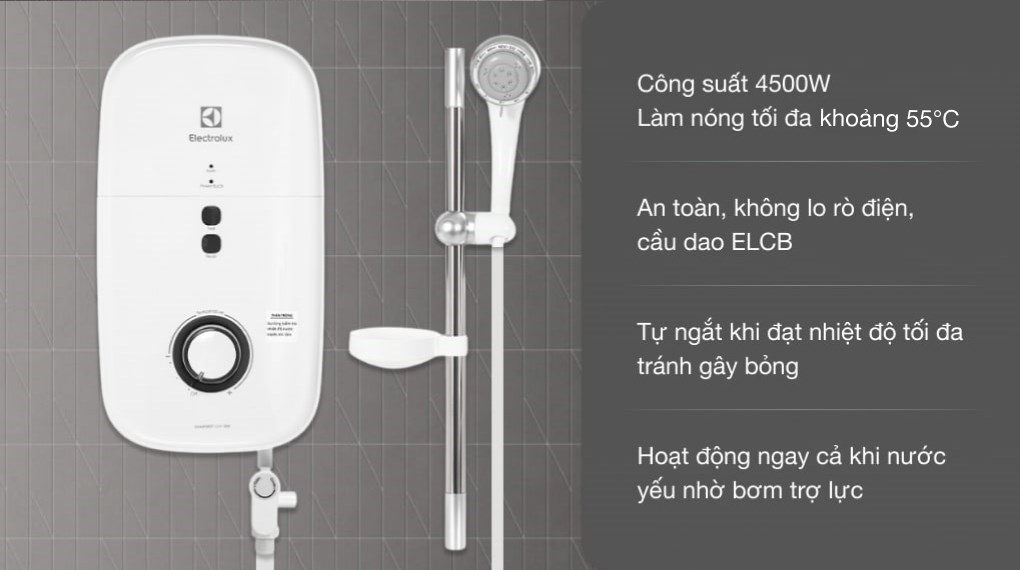 Electrolux
Công suất 4500W
Làm nóng tối đa khoảng 55°C
An toàn, không lo rò điện,
cầu dao ELCB
Tự ngắt khi đạt nhiệt độ tối đa
tránh gây bỏng
Hoạt động ngay cả khi nước
yếu nhờ bơm trợ lực